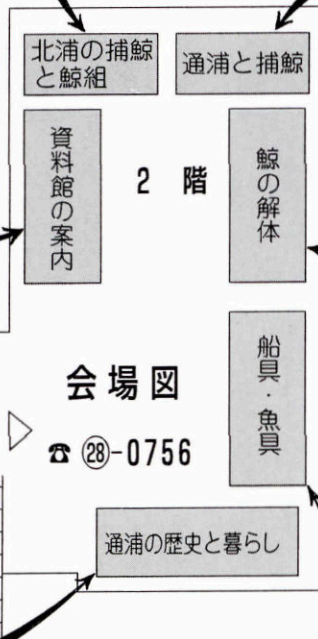 北浦の捕鯨
と鯨組
通浦と捕鯨
資料館の案内
2 階
鯨の解体
会場図
☎ ㉘-0756
船具・魚具
通浦の歴史と暮らし